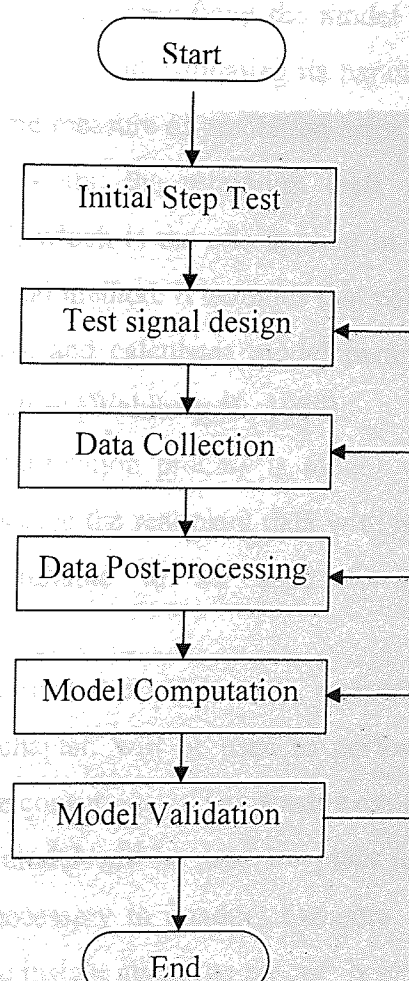 Start
Initial Step Test
Test signal design
Data Collection
Data Post-processing
Model Computation
Model Validation
End